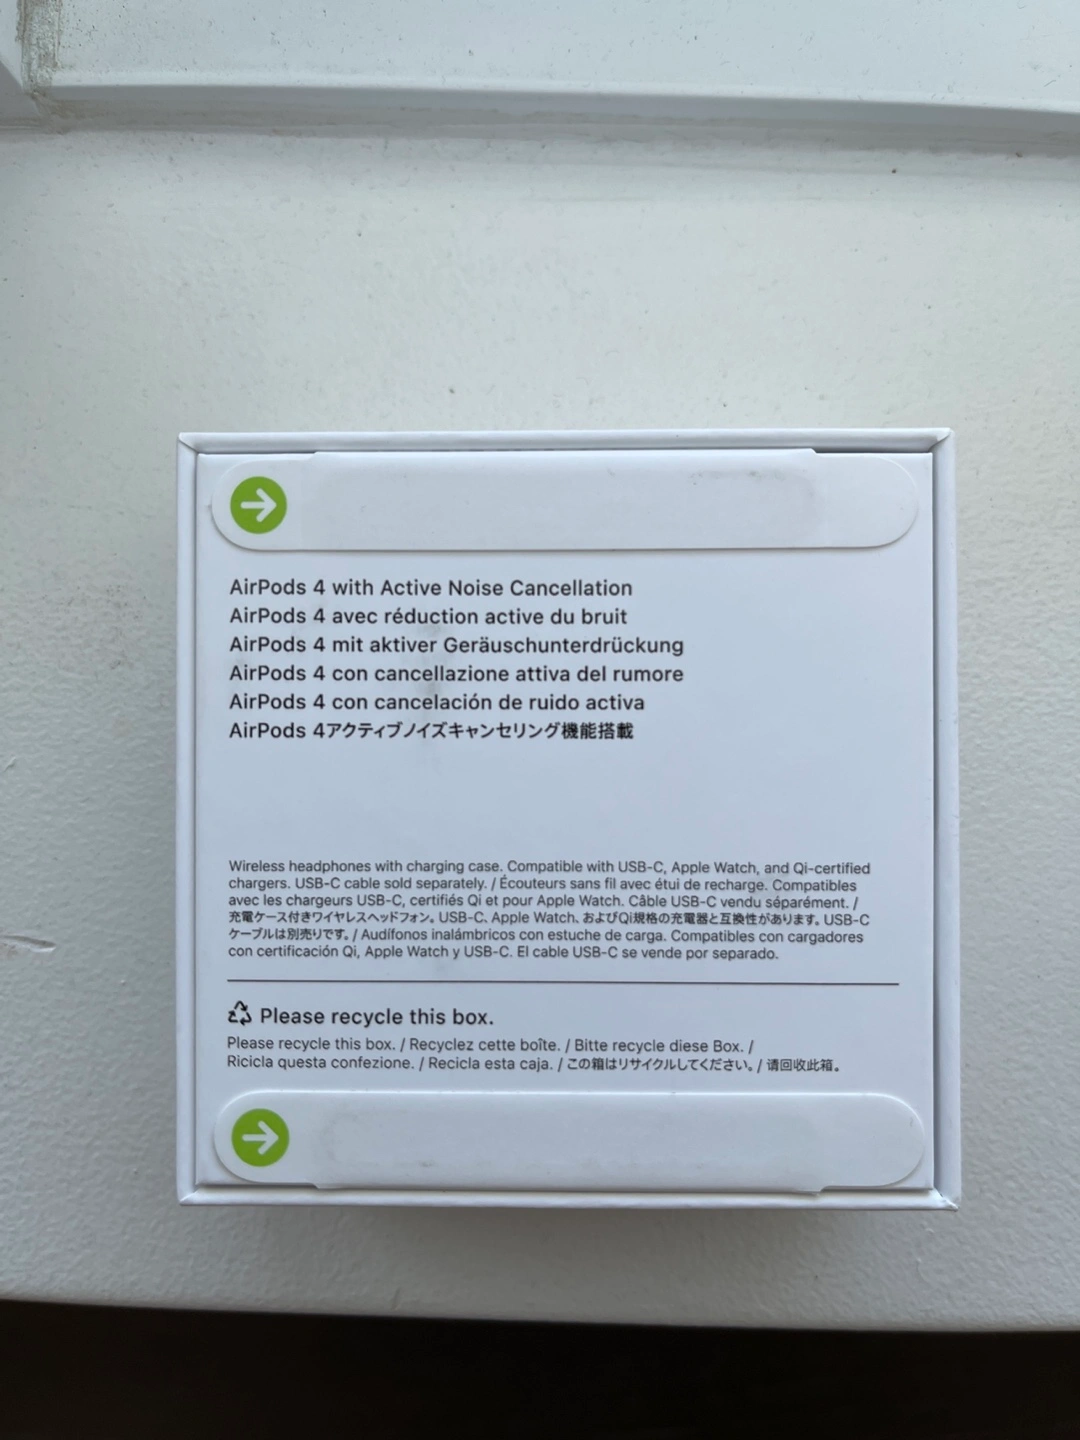 AirPods 4 with Active Noise Cancellation
AirPods 4 avec réduction active du bruit
AirPods 4 mit aktiver Geräuschunterdrückung
AirPods 4 con cancellazione attiva del rumore
AirPods 4 con cancelación de ruido activa
AirPods 4アクティブノイズキャンセリング機能搭載
Wireless headphones with charging case. Compatible with USB-C, Apple Watch, and Qi-certified
chargers. USB-C cable sold separately. / Écouteurs sans fil avec étui de recharge. Compatibles
avec les chargeurs USB-C, certifiés Qi et pour Apple Watch. Câble USB-C vendu séparément. /
充電ケース付きワイヤレスヘッドフォン。USB-C、Apple Watch、およびQi規格の充電器と互換性があります。USB-C
ケーブルは別売りです。/ Audífonos inalámbricos con estuche de carga. Compatibles con cargadores
con certificación Qi, Apple Watch y USB-C. El cable USB-C se vende por separado.
Please recycle this box.
Please recycle this box. / Recyclez cette boîte. / Bitte recycle diese Box. /
Ricicla questa confezione. / Recicla esta caja. / この箱はリサイクルしてください。/ 请回收此箱。